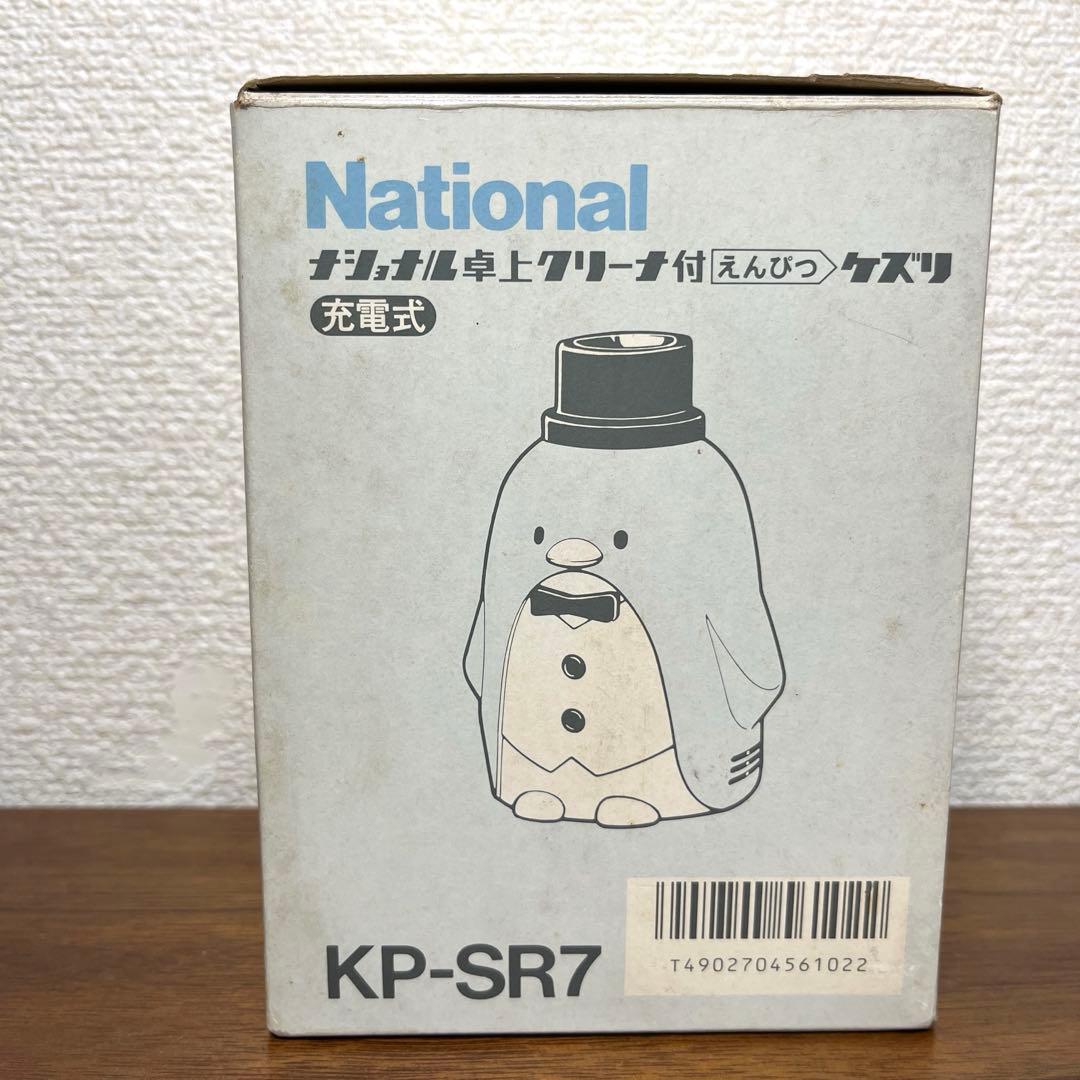 National
ナショナル卓上クリーナ付えんぴつケズリ
充電式
KP-SR7
T4902704561022